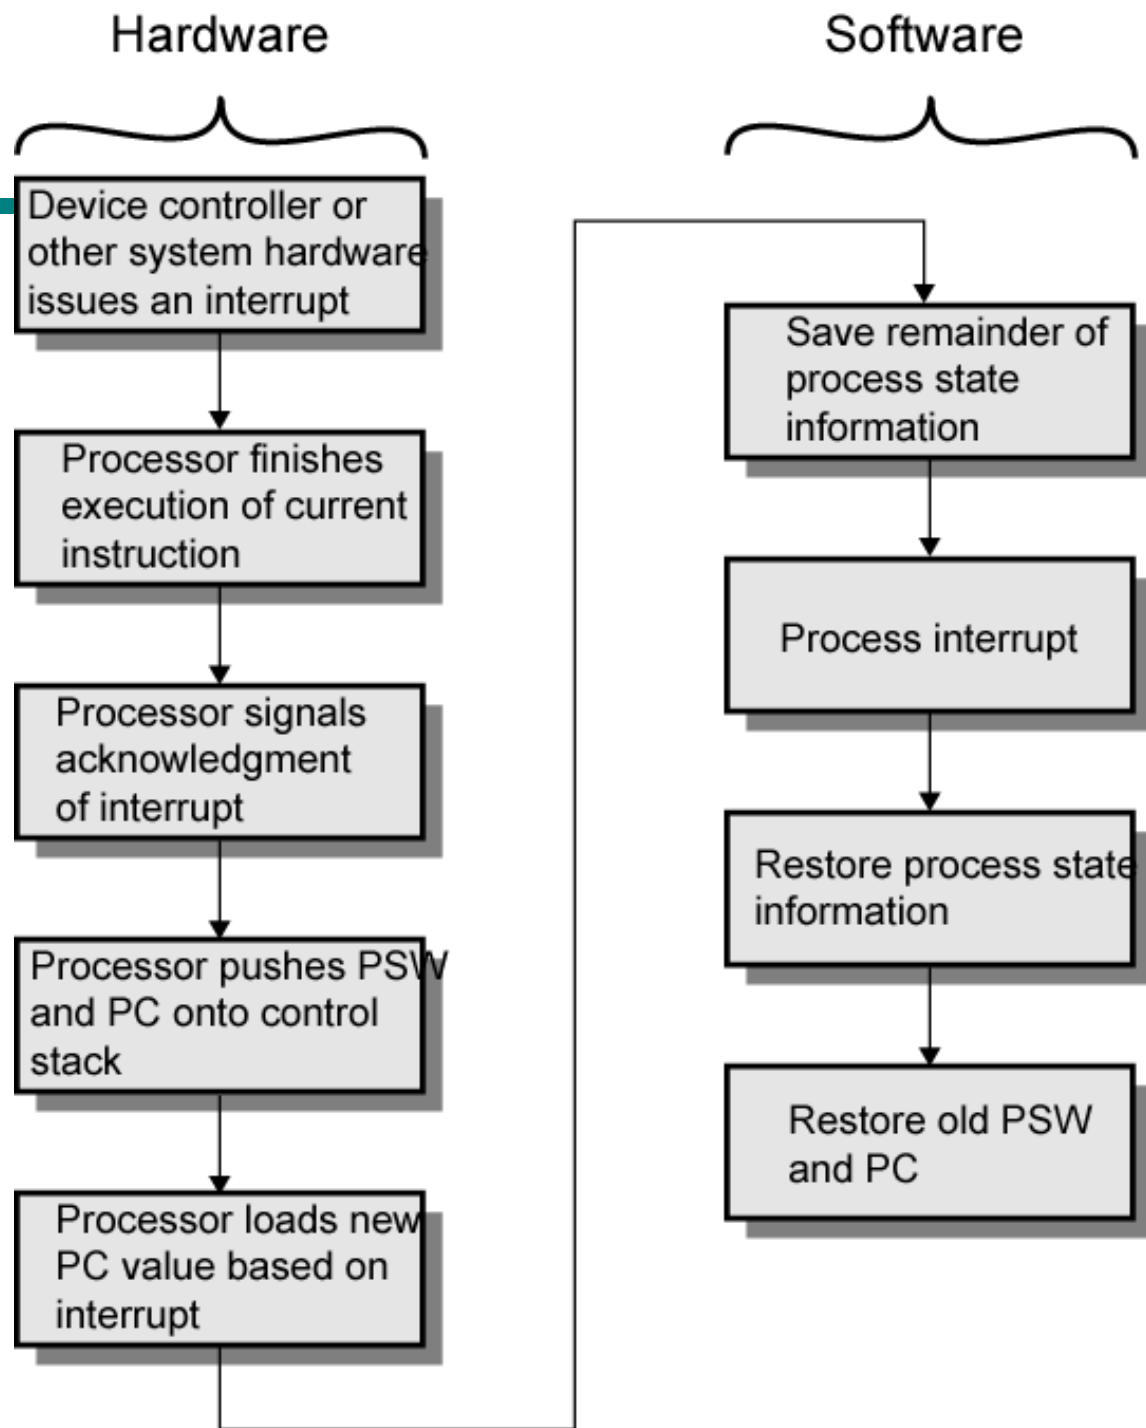 Hardware
Device controller or
other system hardware
issues an interrupt
Processor finishes
execution of current
instruction
Processor signals
acknowledgment
of interrupt
Processor pushes PSW
and PC onto control
stack
Processor loads new
PC value based on
interrupt
Software
Save remainder of
process state
information
Process interrupt
Restore process state
information
Restore old PSW
and PC